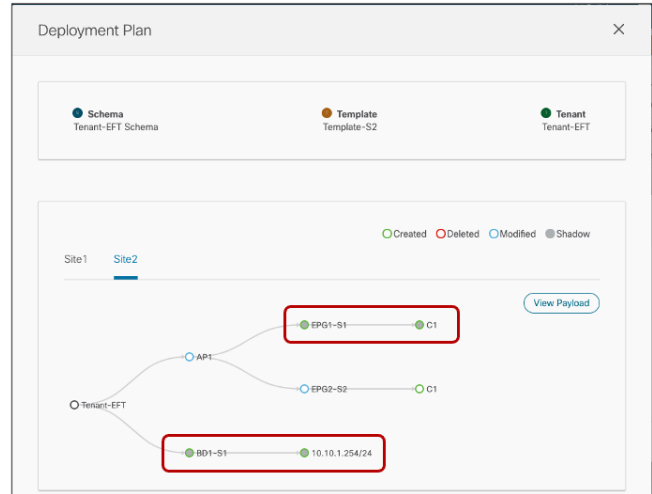 Deployment Plan
Schema Template Tenant
Tenant-EFT Schema Template-S2 Tenant-EFT
Created Deleted Modified Shadow
Site1 Site2
View Payload
EPG1-S1 C1
AP1
EPG2-S2 C1
Tenant-EFT
BD1-S1 10.10.1.254/24